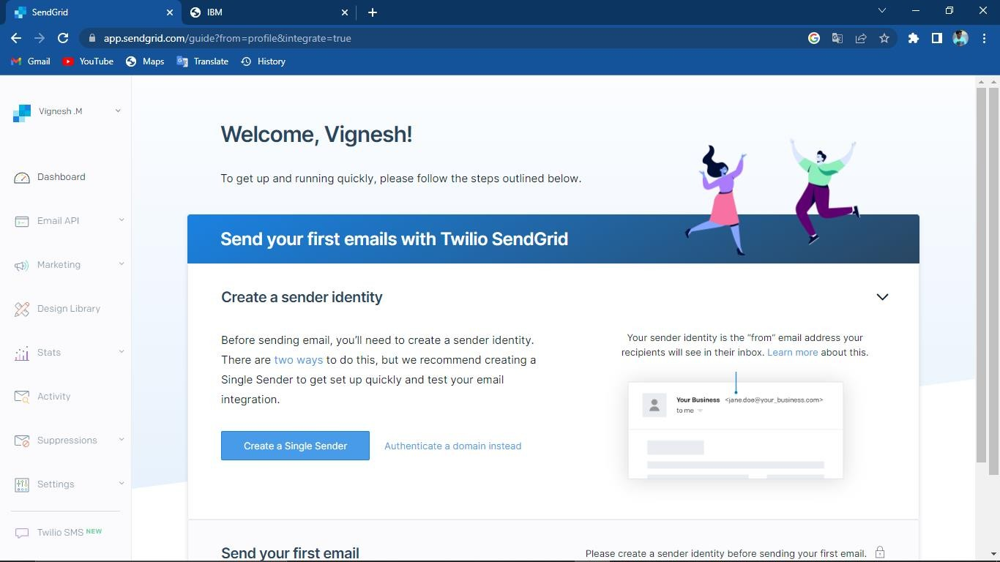 SendGrid
IBM
app.sendgrid.com/guide?from=profile&integrate=true
Gmail
YouTube
Maps
Translate
History
Vignesh .M
Dashboard
Email API
Marketing
Design Library
Stats
Activity
Suppressions
Settings
Twilio SMS NEW
Welcome, Vignesh!
To get up and running quickly, please follow the steps outlined below.
Send your first emails with Twilio SendGrid
Create a sender identity
Before sending email, you'll need to create a sender identity.
There are two ways to do this, but we recommend creating a
Single Sender to get set up quickly and test your email
integration.
Create a Single Sender
Authenticate a domain instead
Your sender identity is the "from" email address your
recipients will see in their inbox. Learn more about this.
Your Business <jane.doe@your_business.com>
to me
Send your first email
Please create a sender identity before sending your first email.